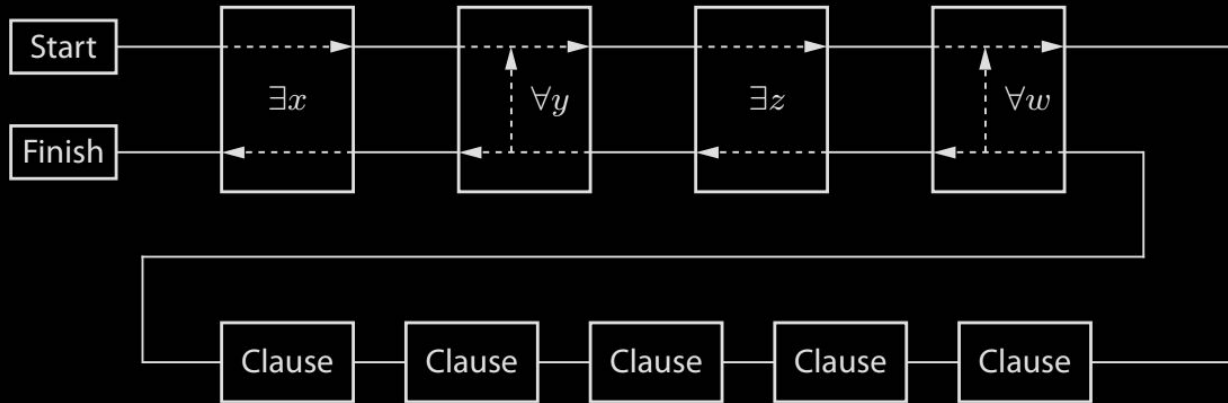 Start
∃x
∀y
∃z
∀w
Finish
Clause Clause Clause Clause Clause